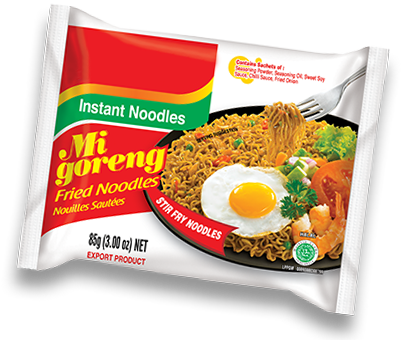 Contains Sachets of :
Seasoning Powder, Seasoning Oil, Sweet Soy
Sauce, Chilli Sauce, Fried Onion
Instant Noodles
Mi
goreng
Fried Noodles
Nouilles Sautées
STIR FRY NOODLES
85g (3.00 oz) NET
EXPORT PRODUCT